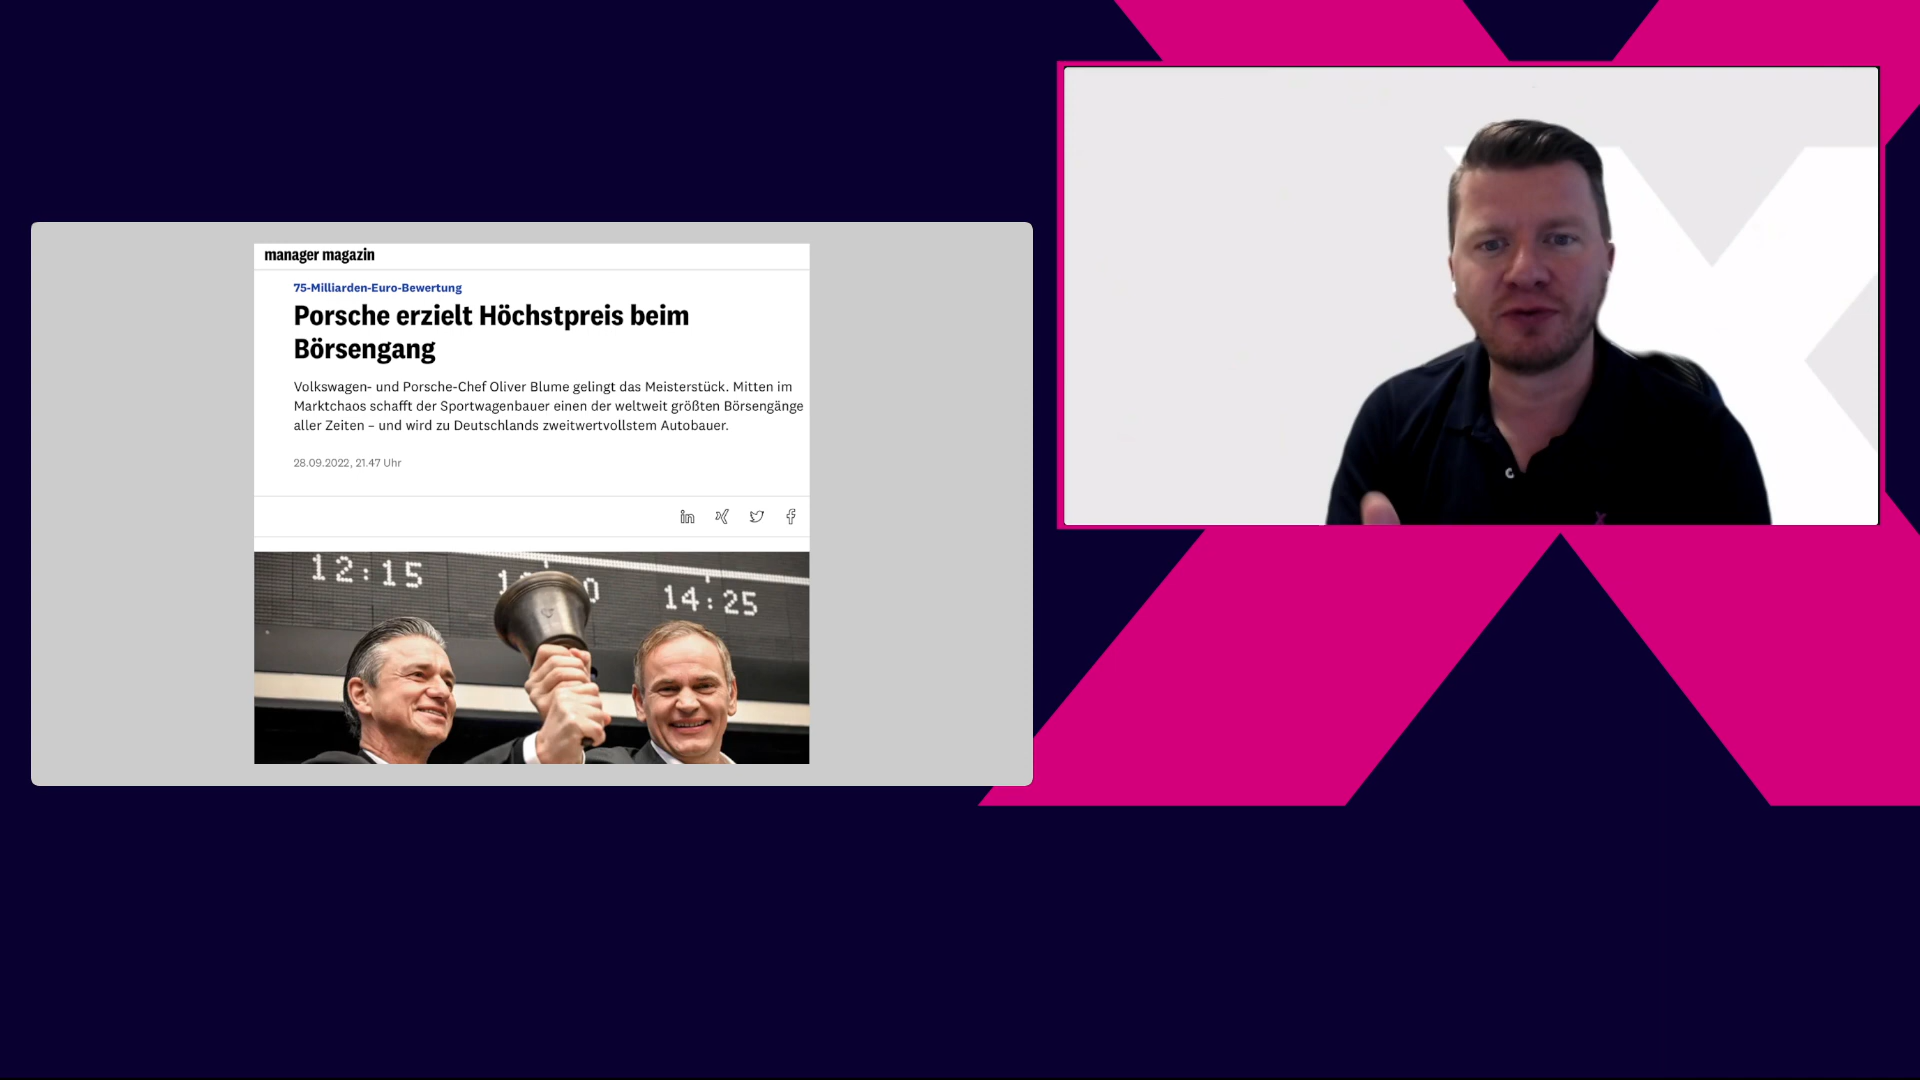 manager magazin
75-Milliarden-Euro-Bewertung
Porsche erzielt Höchstpreis beim
Börsengang
Volkswagen- und Porsche-Chef Oliver Blume gelingt das Meisterstück. Mitten im
Marktchaos schafft der Sportwagenbauer einen der weltweit größten Börsengänge
aller Zeiten – und wird zu Deutschlands zweitwertvollstem Autobauer.
28.09.2022, 21.47 Uhr
12:15
14:25